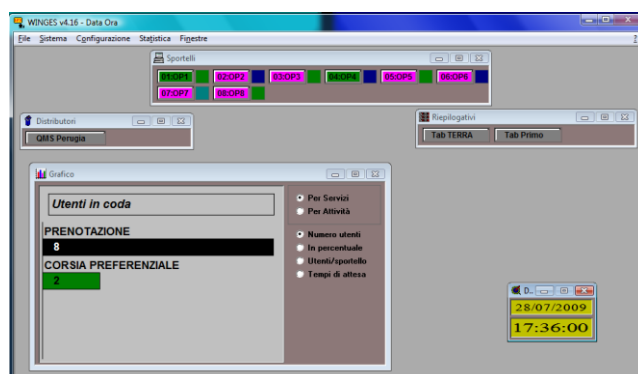 WINGES v4.16 - Data Ora
File Sistema Configurazione Statistica Finestre ?
Sportelli
01:OP1 02:OP2 03:OP3 04:OP4 05:OP5 06:OP6
07:OP7 08:OP8
Distributori
QMS Perugia
Riepilogativi
Tab TERRA Tab Primo
Grafico
Utenti in coda
PRENOTAZIONE
8
CORSIA PREFERENZIALE
2
Per Servizi
Per Attività
Numero utenti
In percentuale
Utenti/sportello
Tempi di attesa
D...
28/07/2009
17:36:00